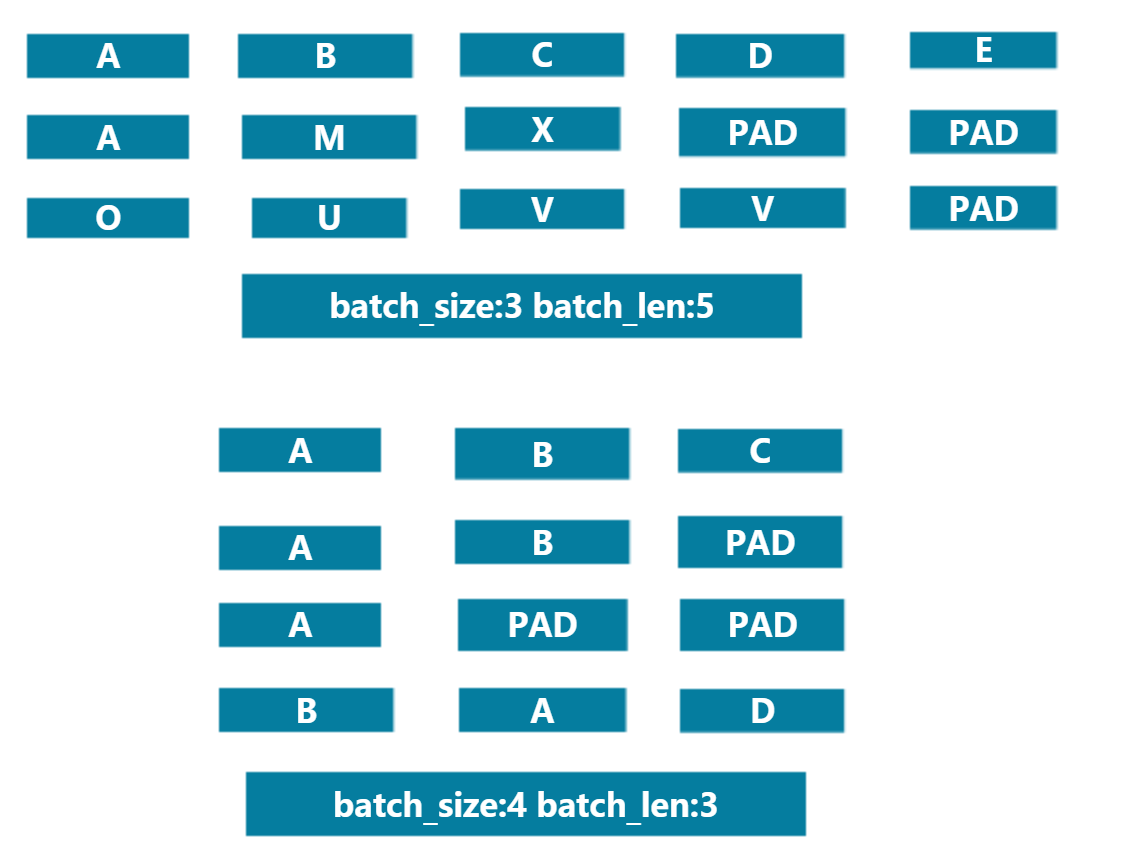 A B C D E
A M X PAD PAD
O U V V PAD
batch_size:3 batch_len:5
A B C
A B PAD
A PAD PAD
B A D
batch_size:4 batch_len:3